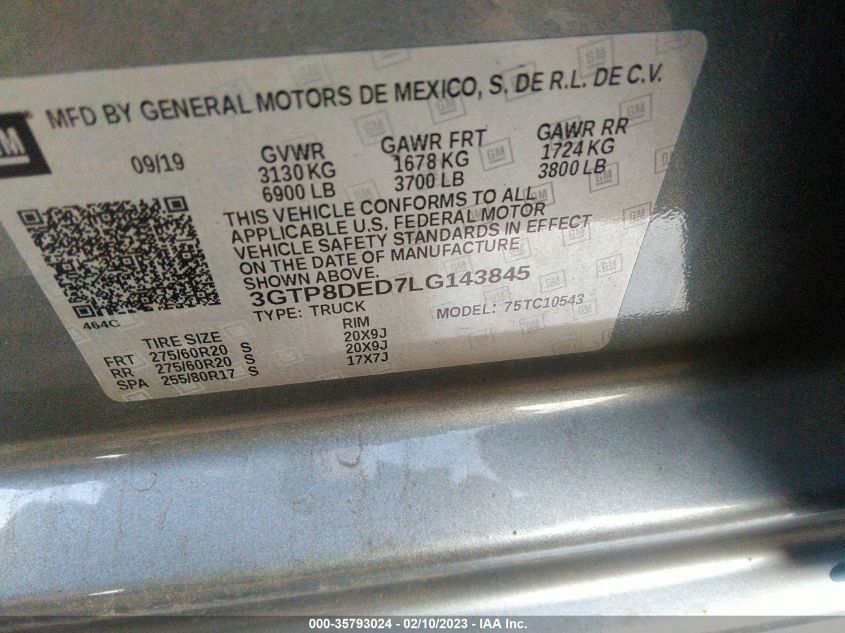 GM
MFD BY GENERAL MOTORS DE MEXICO, S. DE R.L. DE C.V.
09/19 GVWR GAWR FRT GAWR RR
3130 KG 1678 KG 1724 KG
6900 LB 3700 LB 3800 LB
THIS VEHICLE CONFORMS TO ALL
APPLICABLE U.S. FEDERAL MOTOR
VEHICLE SAFETY STANDARDS IN EFFECT
ON THE DATE OF MANUFACTURE
SHOWN ABOVE.
3GTP8DED7LG143845
464C TYPE: TRUCK MODEL: 75TC10543
TIRE SIZE RIM
FRT 275/60R20 S 20X9J
RR 275/60R20 S 20X9J
SPA 255/80R17 S 17X7J
000-35793024 - 02/10/2023 - IAA Inc.